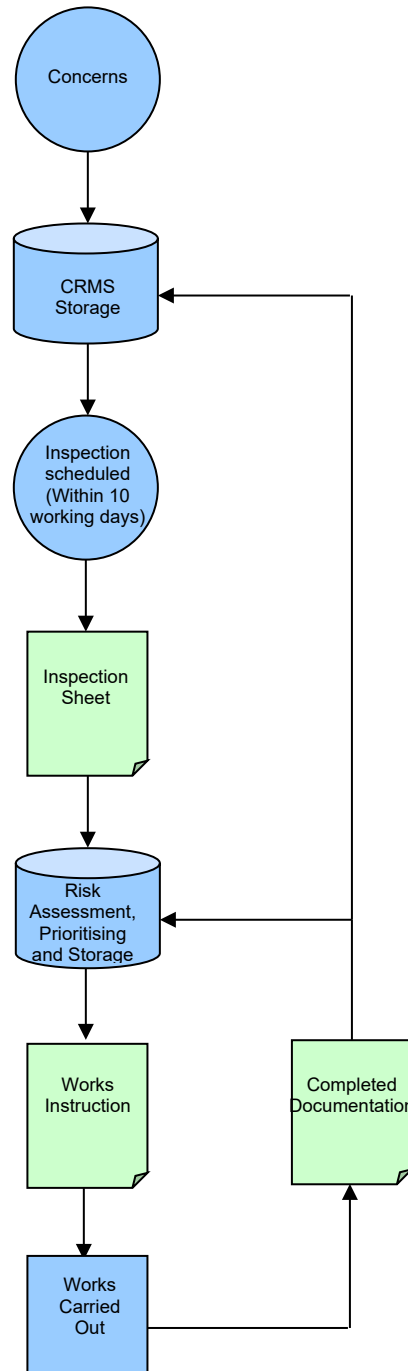 Concerns
CRMS
Storage
Inspection
scheduled
(Within 10
working days)
Inspection
Sheet
Risk
Assessment,
Prioritising
and Storage
Works
Instruction
Completed
Documentation
Works
Carried
Out